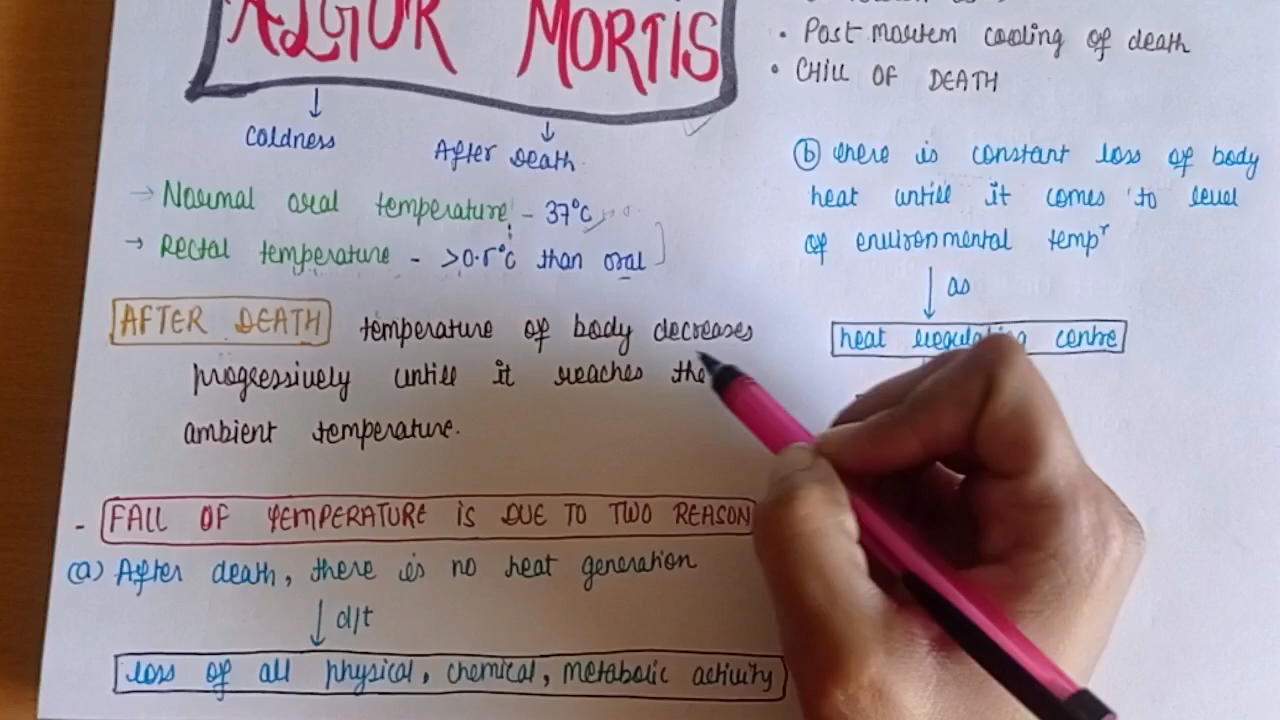 ALGOR MORTIS
Coldness
After Death
→ Normal oral temperature - 37°C
→ Rectal temperature - >0.5°C than oral
AFTER DEATH temperature of body decreases
progressively untill it reaches the
ambient temperature.
- FALL OF TEMPERATURE IS DUE TO TWO REASON
(a) After death, there is no heat generation
↓ d/t
loss of all physical, chemical, metabolic activity
• Post mortem cooling of death
• CHILL OF DEATH
(b) there is constant loss of body
heat untill it comes to level
of environmental tempr
↓ as
heat regulating centre